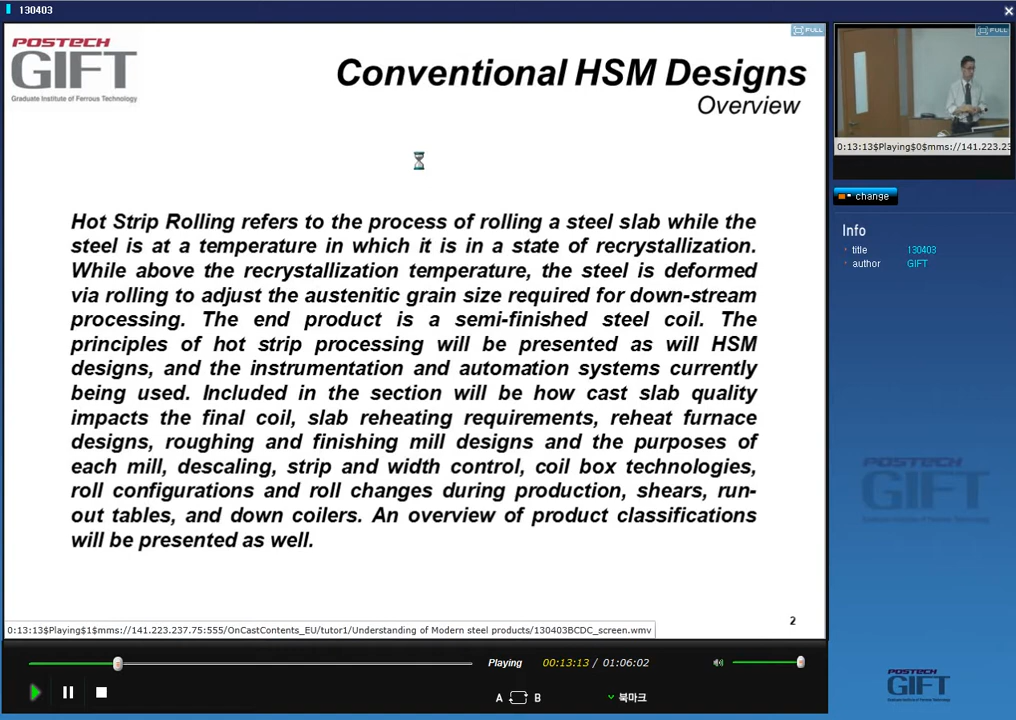 130403
POSTECH
GIFT
Graduate Institute of Ferrous Technology
FULL
Conventional HSM Designs
Overview
Hot Strip Rolling refers to the process of rolling a steel slab while the
steel is at a temperature in which it is in a state of recrystallization.
While above the recrystallization temperature, the steel is deformed
via rolling to adjust the austenitic grain size required for down-stream
processing. The end product is a semi-finished steel coil. The
principles of hot strip processing will be presented as will HSM
designs, and the instrumentation and automation systems currently
being used. Included in the section will be how cast slab quality
impacts the final coil, slab reheating requirements, reheat furnace
designs, roughing and finishing mill designs and the purposes of
each mill, descaling, strip and width control, coil box technologies,
roll configurations and roll changes during production, shears, run-
out tables, and down coilers. An overview of product classifications
will be presented as well.
2
0:13:13$Playing$1$mms://141.223.237.75:555/OnCastContents_EU/tutor1/Understanding of Modern steel products/130403BCDC_screen.wmv
Playing
00:13:13 / 01:06:02
A B
북마크
FULL
0:13:13$Playing$0$mms://141.223.23
change
Info
title 130403
author GIFT
POSTECH
GIFT
POSTECH
GIFT